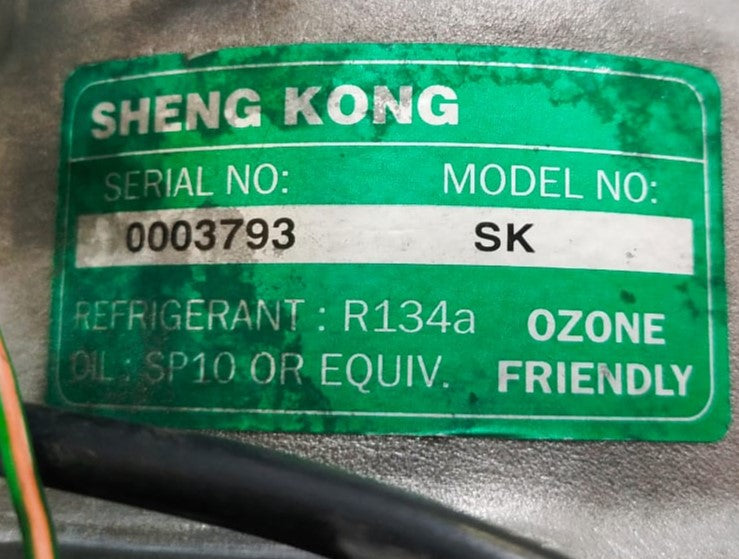 SHENG KONG
SERIAL NO: MODEL NO:
0003793 SK
REFRIGERANT : R134a
OIL : SP10 OR EQUIV.
OZONE
FRIENDLY